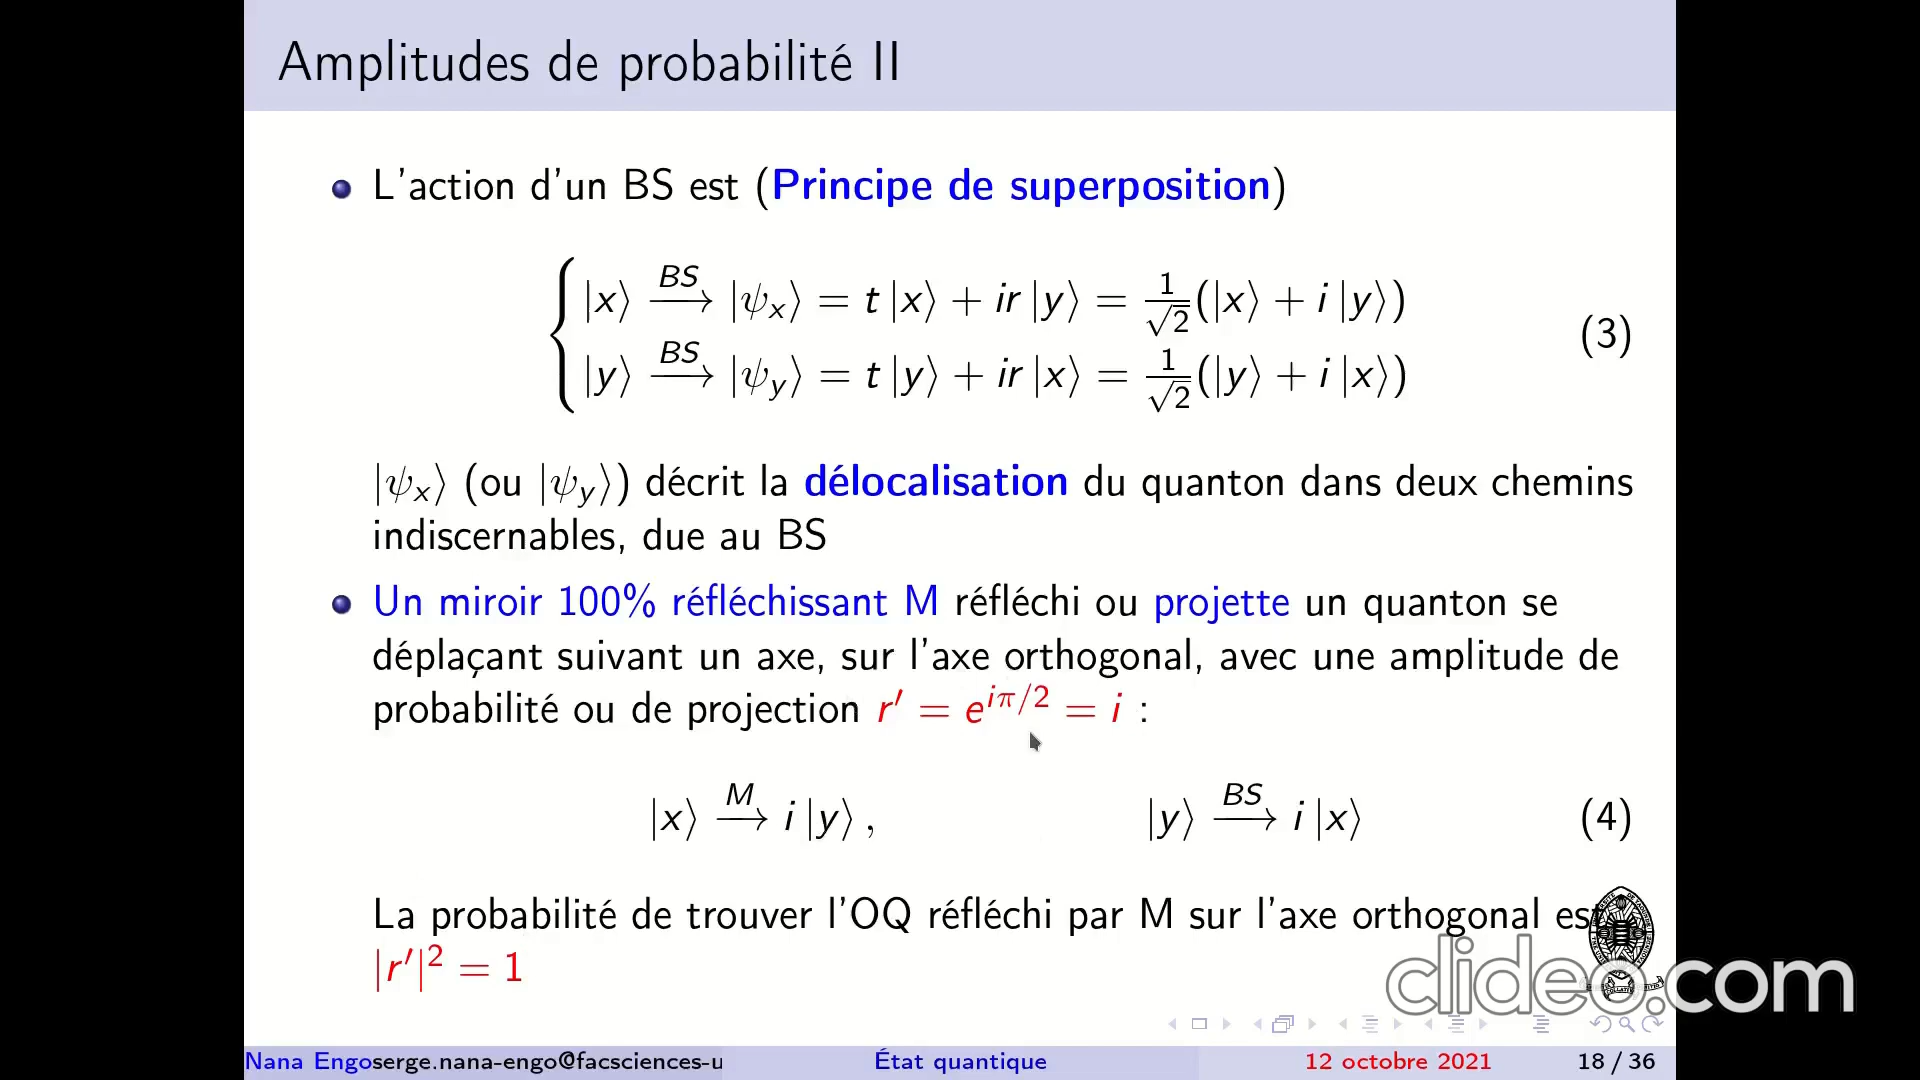 Amplitudes de probabilité II
L'action d'un BS est (Principe de superposition)
|x⟩ BS→ |ψx⟩ = t |x⟩ + ir |y⟩ = 1/√2 (|x⟩ + i |y⟩)
|y⟩ BS→ |ψy⟩ = t |y⟩ + ir |x⟩ = 1/√2 (|y⟩ + i |x⟩)
(3)
|ψx⟩ (ou |ψy⟩) décrit la délocalisation du quanton dans deux chemins
indiscernables, due au BS
Un miroir 100% réfléchissant M réfléchi ou projette un quanton se
déplaçant suivant un axe, sur l'axe orthogonal, avec une amplitude de
probabilité ou de projection r′ = e^{iπ/2} = i :
|x⟩ M→ i |y⟩ , |y⟩ BS→ i |x⟩ (4)
La probabilité de trouver l'OQ réfléchi par M sur l'axe orthogonal est
|r′|² = 1
clideo.com
Nana Engoserge.nana-engo@facsciences-u État quantique 12 octobre 2021 18 / 36